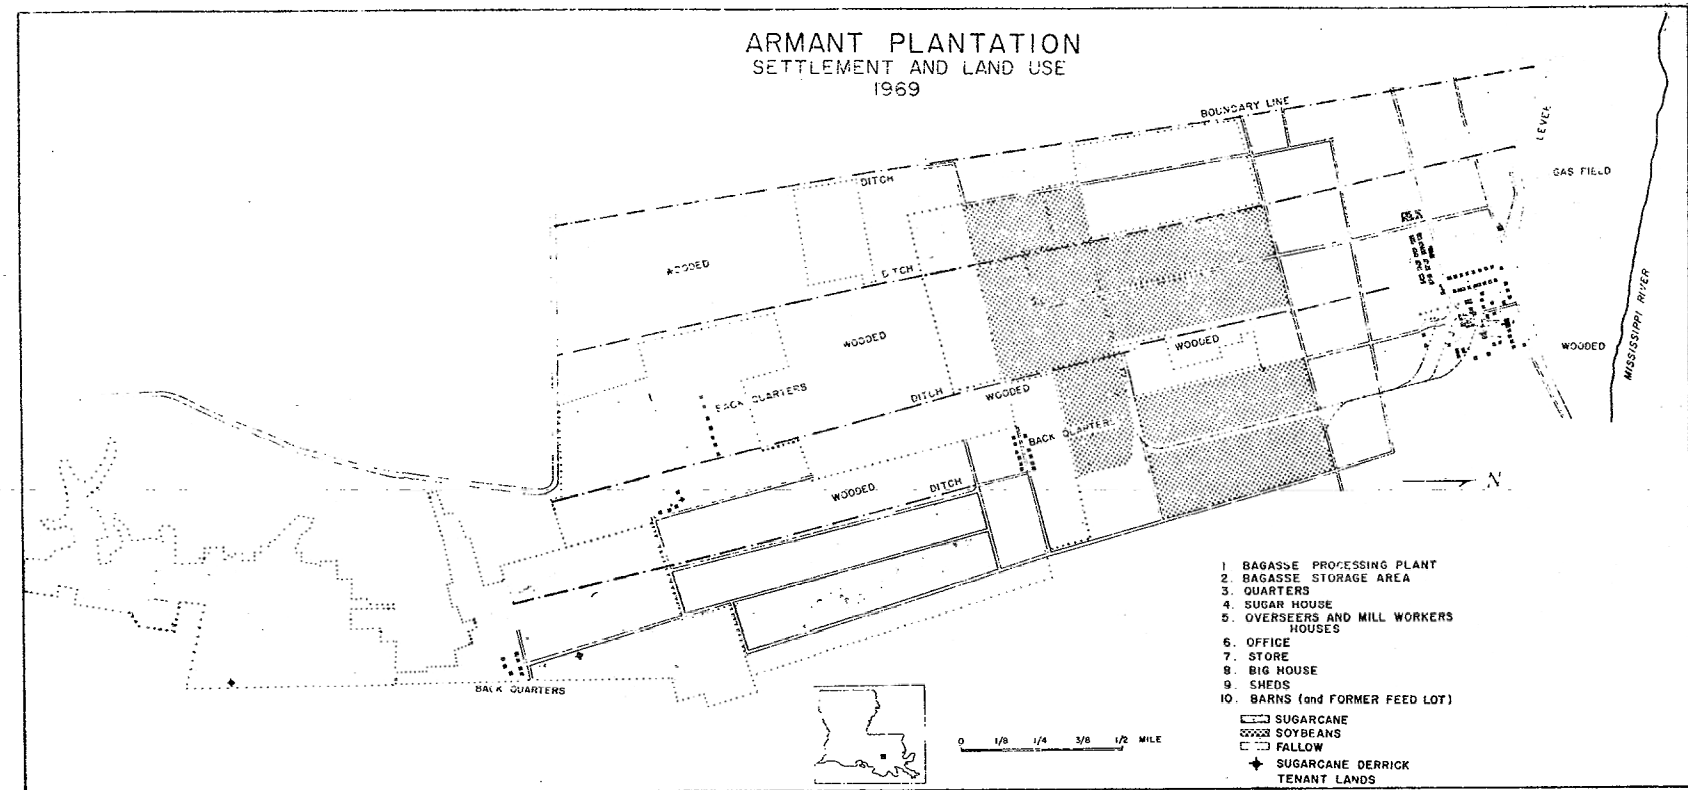 ARMANT PLANTATION
SETTLEMENT AND LAND USE
1969
BOUNDARY LINE
LEVEE
DITCH
GAS FIELD
WOODED
DITCH
MISSISSIPPI RIVER
WOODED
WOODED
WOODED
BACK QUARTERS
DITCH
WOODED
BACK QUARTERS
WOODED
DITCH
N
BACK QUARTERS
1 BAGASSE PROCESSING PLANT
2. BAGASSE STORAGE AREA
3. QUARTERS
4. SUGAR HOUSE
5. OVERSEERS AND MILL WORKERS
HOUSES
6. OFFICE
7. STORE
8. BIG HOUSE
9. SHEDS
10. BARNS (and FORMER FEED LOT)
SUGARCANE
SOYBEANS
FALLOW
SUGARCANE DERRICK
TENANT LANDS
0 1/8 1/4 3/8 1/2 MILE